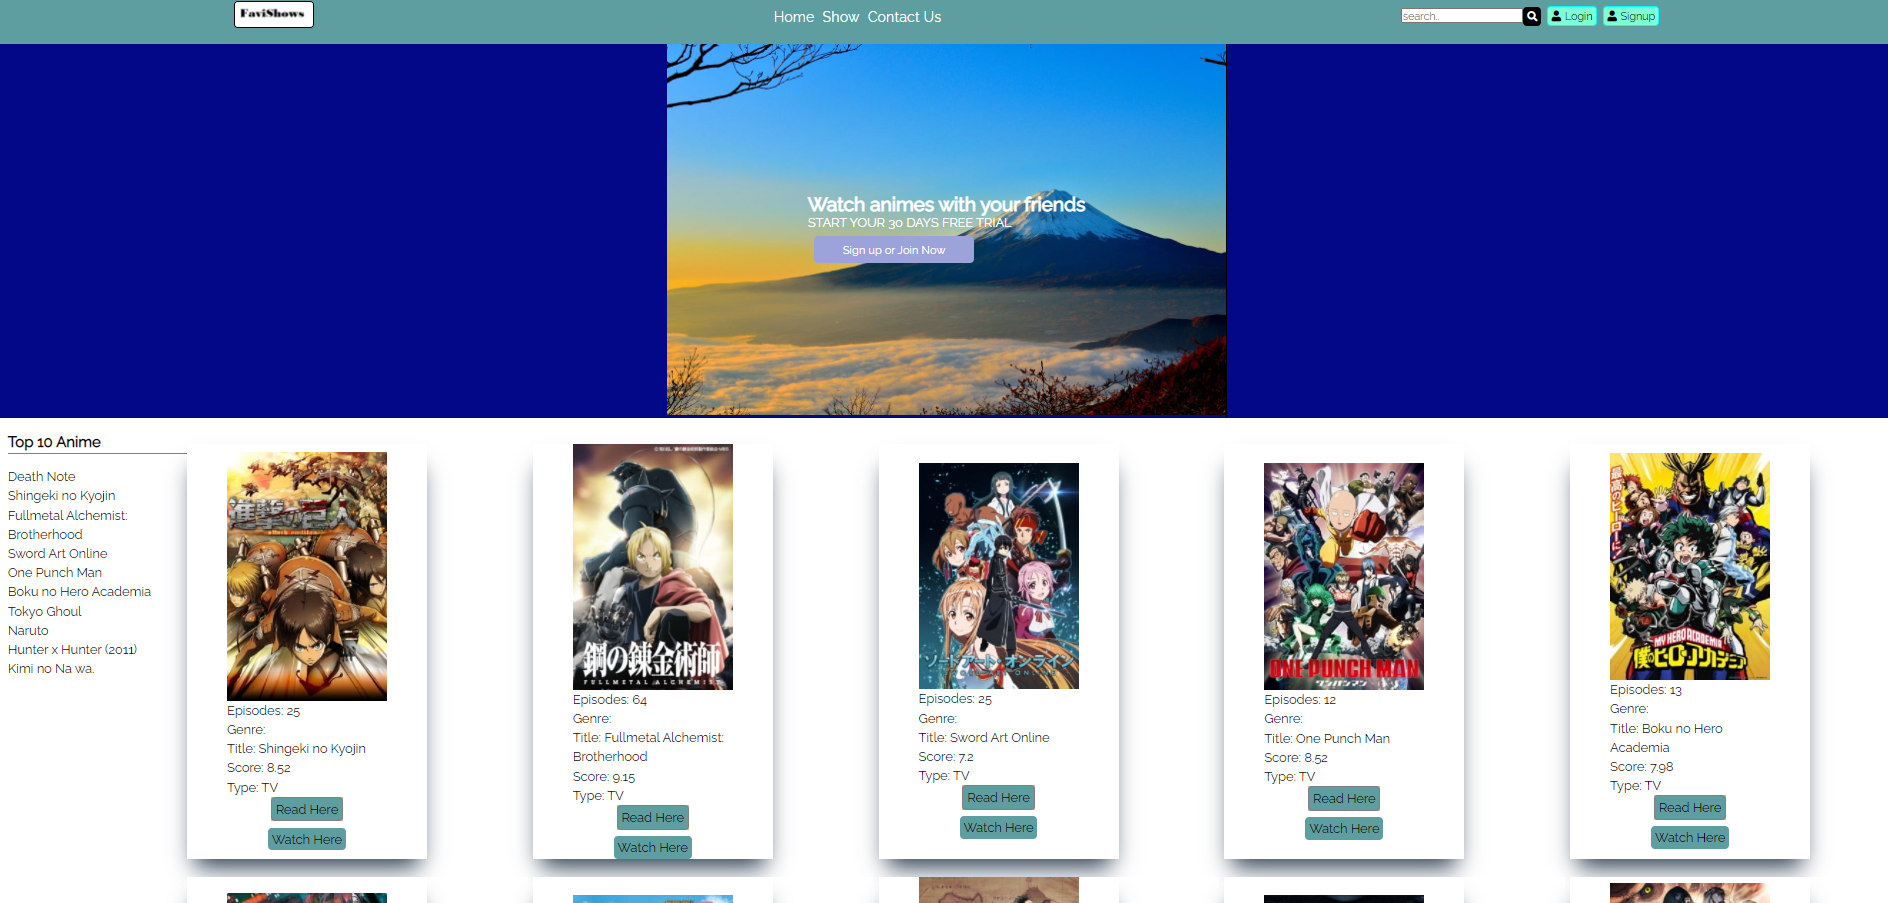 FaviShows
Home Show Contact Us
search..
Login
Signup
Watch animes with your friends
START YOUR 30 DAYS FREE TRIAL
Sign up or Join Now
Top 10 Anime
Death Note
Shingeki no Kyojin
Fullmetal Alchemist:
Brotherhood
Sword Art Online
One Punch Man
Boku no Hero Academia
Tokyo Ghoul
Naruto
Hunter x Hunter (2011)
Kimi no Na wa.
進撃の巨人
Episodes: 25
Genre:
Title: Shingeki no Kyojin
Score: 8.52
Type: TV
Read Here
Watch Here
鋼の錬金術師
FULLMETAL ALCHEMIST
Episodes: 64
Genre:
Title: Fullmetal Alchemist:
Brotherhood
Score: 9.15
Type: TV
Read Here
Watch Here
ソードアート・オンライン
Episodes: 25
Genre:
Title: Sword Art Online
Score: 7.2
Type: TV
Read Here
Watch Here
ONE PUNCH MAN
ワンパンマン
Episodes: 12
Genre:
Title: One Punch Man
Score: 8.52
Type: TV
Read Here
Watch Here
最高のヒーローに
MY HERO ACADEMIA
僕のヒーローアカデミア
Episodes: 13
Genre:
Title: Boku no Hero
Academia
Score: 7.98
Type: TV
Read Here
Watch Here